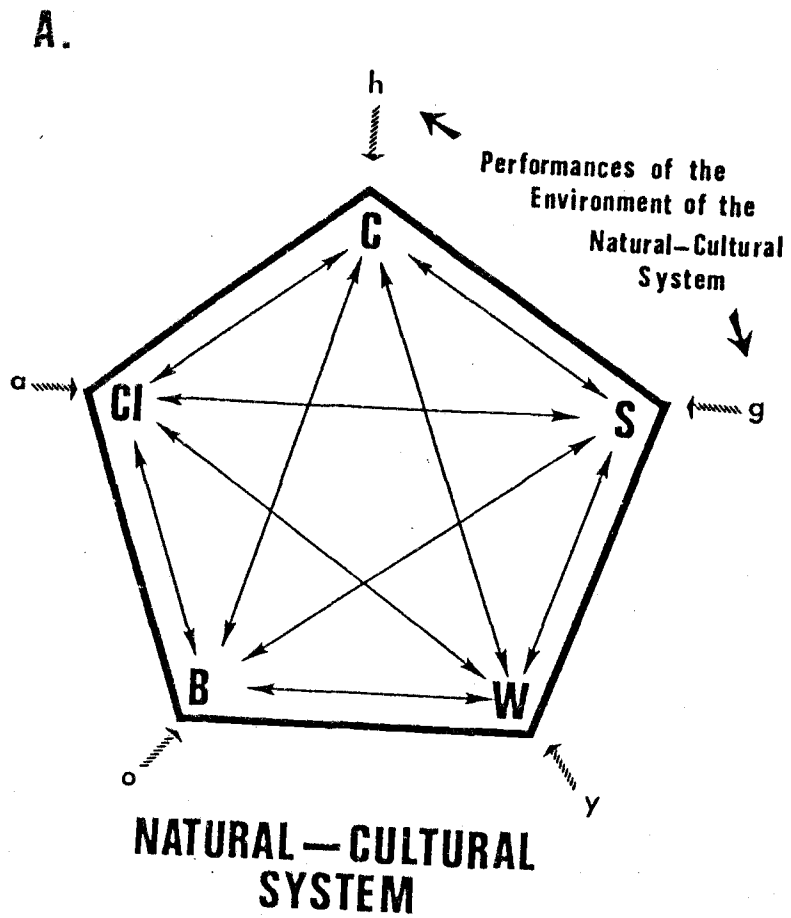 A.
h
Performances of the
Environment of the
Natural–Cultural
System
C
a
Cl
S
g
B
W
o
y
NATURAL—CULTURAL
SYSTEM